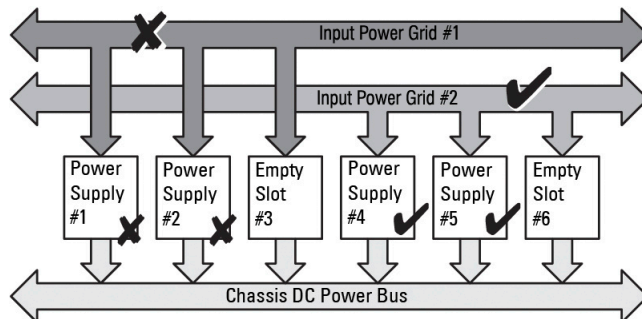 Input Power Grid #1
Input Power Grid #2
Power
Supply
#1
Power
Supply
#2
Empty
Slot
#3
Power
Supply
#4
Power
Supply
#5
Empty
Slot
#6
Chassis DC Power Bus